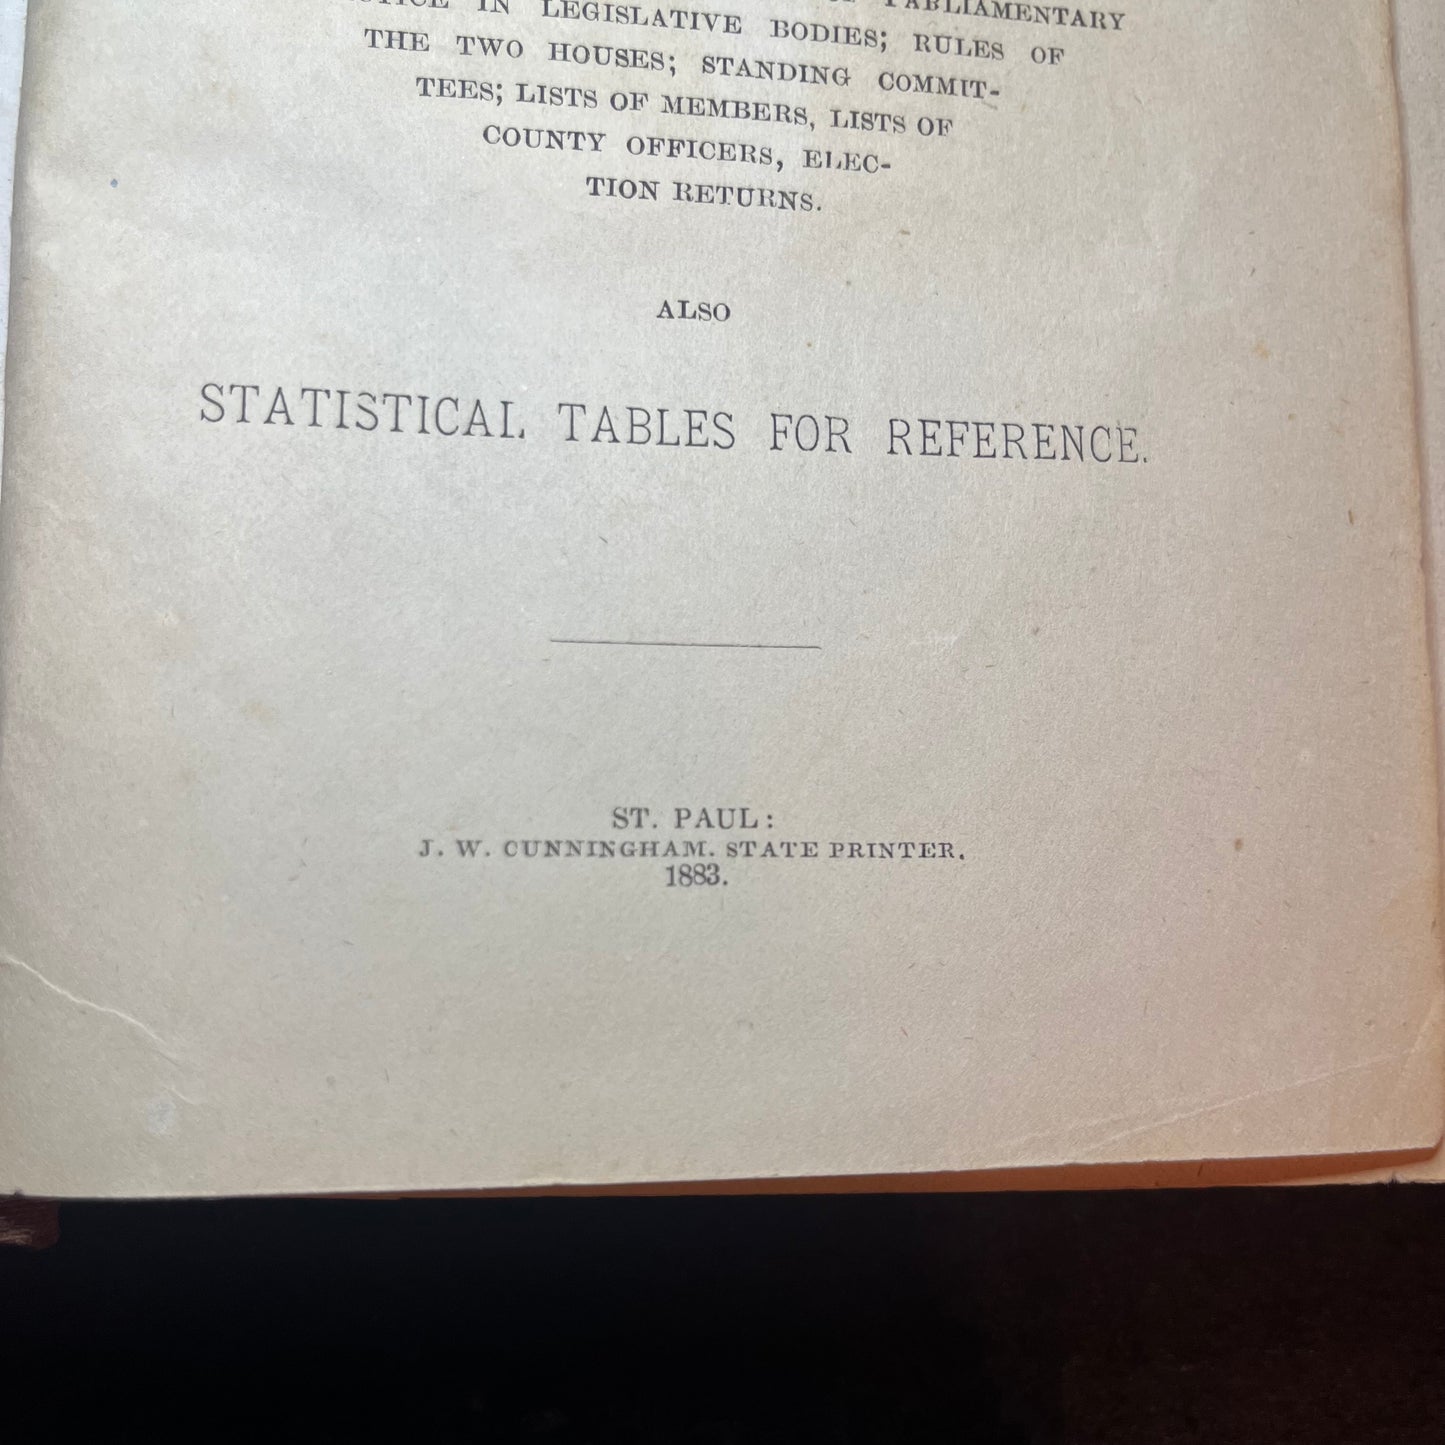 PARLIAMENTARY
IN LEGISLATIVE BODIES; RULES OF
THE TWO HOUSES; STANDING COMMIT-
TEES; LISTS OF MEMBERS, LISTS OF
COUNTY OFFICERS, ELEC-
TION RETURNS.
ALSO
STATISTICAL TABLES FOR REFERENCE.
ST. PAUL:
J. W. CUNNINGHAM. STATE PRINTER.
1883.